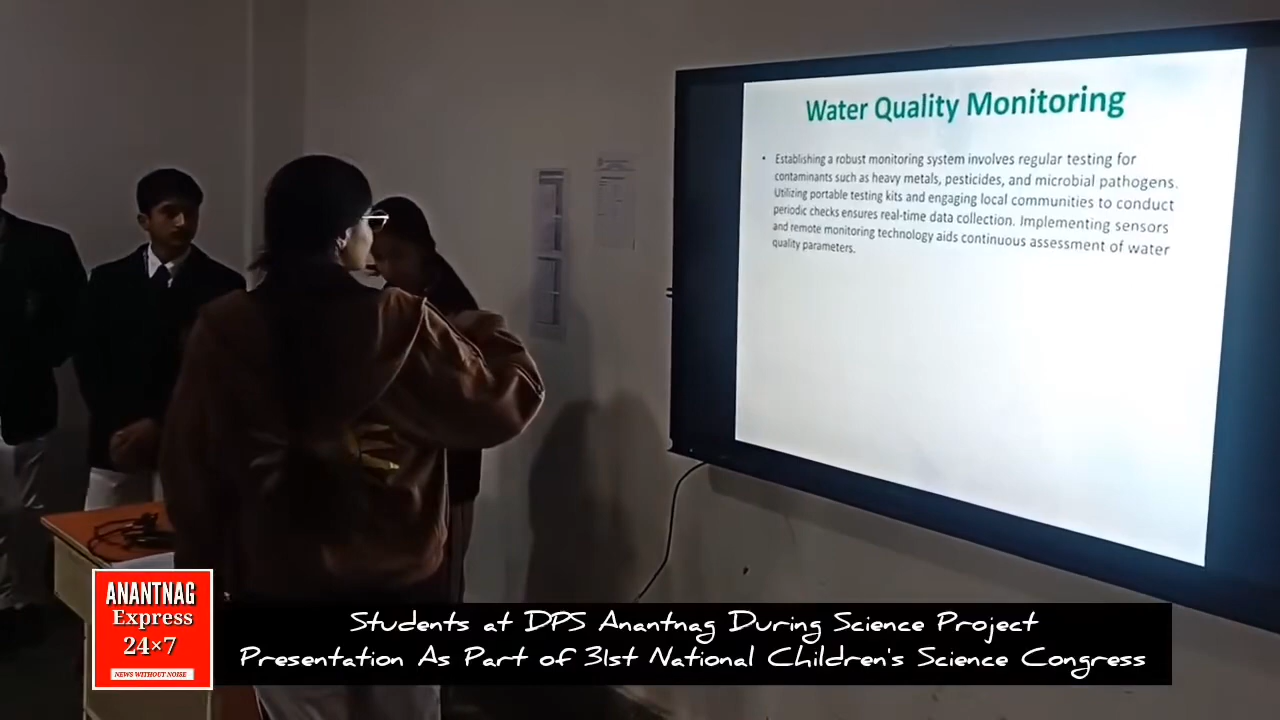 Water Quality Monitoring
• Establishing a robust monitoring system involves regular testing for
contaminants such as heavy metals, pesticides, and microbial pathogens.
Utilizing portable testing kits and engaging local communities to conduct
periodic checks ensures real-time data collection. Implementing sensors
and remote monitoring technology aids continuous assessment of water
quality parameters.
ANANTNAG
Express
24×7
NEWS WITHOUT NOISE
Students at DPS Anantnag During Science Project
Presentation As Part of 31st National Children's Science Congress